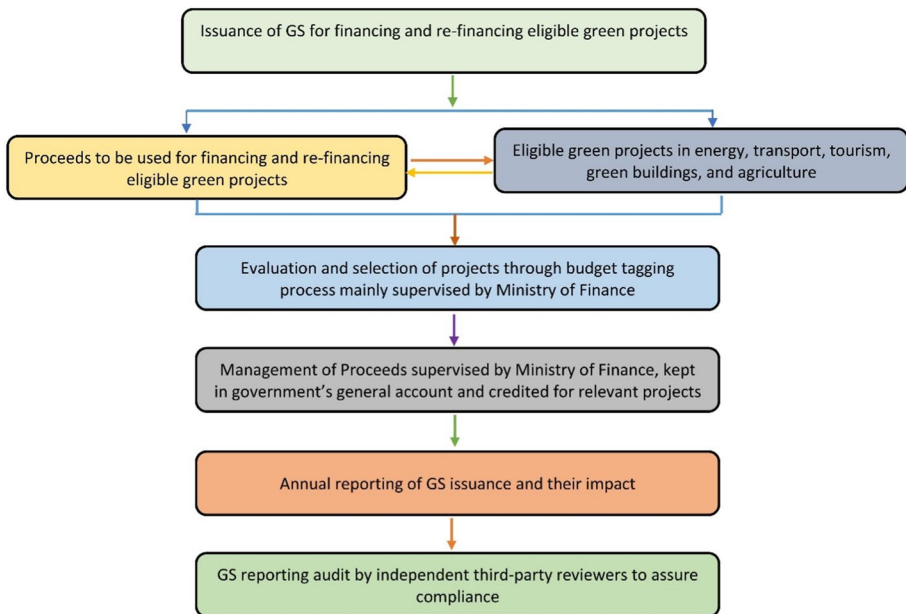 Issuance of GS for financing and re-financing eligible green projects
Proceeds to be used for financing and re-financing
eligible green projects
Eligible green projects in energy, transport, tourism,
green buildings, and agriculture
Evaluation and selection of projects through budget tagging
process mainly supervised by Ministry of Finance
Management of Proceeds supervised by Ministry of Finance, kept
in government’s general account and credited for relevant projects
Annual reporting of GS issuance and their impact
GS reporting audit by independent third-party reviewers to assure
compliance